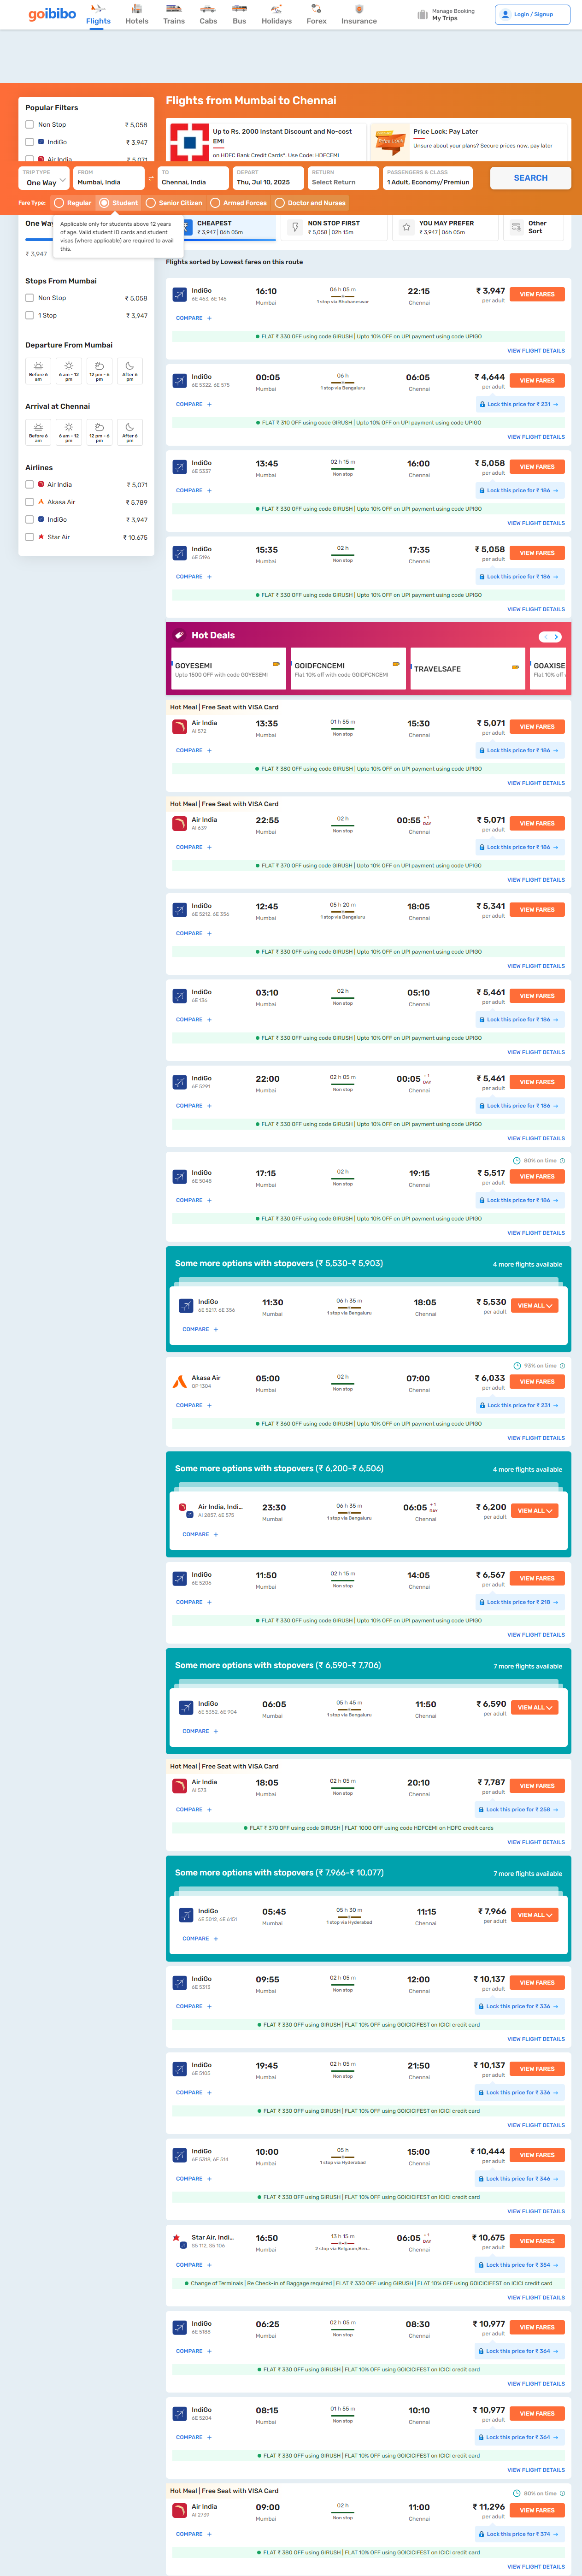 goibibo
Flights
Hotels
Trains
Cabs
Bus
Holidays
Forex
Insurance
Manage Booking
My Trips
Login / Signup
Flights from Mumbai to Chennai
Up to Rs. 2000 Instant Discount and No-cost EMI
on HDFC Bank Credit Cards*. Use Code: HDFCEMI
Price Lock: Pay Later
Unsure about your plans? Secure prices now, pay later
TRIP TYPE
One Way
FROM
Mumbai, India
TO
Chennai, India
DEPART
Thu, Jul 10, 2025
RETURN
Select Return
PASSENGERS & CLASS
1 Adult, Economy/Premium
SEARCH
Fare Type:
Regular
Student
Senior Citizen
Armed Forces
Doctor and Nurses
Applicable only for students above 12 years
of age. Valid student ID cards and student
visas (where applicable) are required to avail
this.
Popular Filters
Non Stop ₹ 5,058
IndiGo ₹ 3,947
Air India ₹ 5,071
One Way
₹ 3,947
Stops From Mumbai
Non Stop ₹ 5,058
1 Stop ₹ 3,947
Departure From Mumbai
Before 6 am
6 am - 12 pm
12 pm - 6 pm
After 6 pm
Arrival at Chennai
Before 6 am
6 am - 12 pm
12 pm - 6 pm
After 6 pm
Airlines
Air India ₹ 5,071
Akasa Air ₹ 5,789
IndiGo ₹ 3,947
Star Air ₹ 10,675
CHEAPEST
₹ 3,947 | 06h 05m
NON STOP FIRST
₹ 5,058 | 02h 15m
YOU MAY PREFER
₹ 3,947 | 06h 05m
Other Sort
Flights sorted by Lowest fares on this route
IndiGo 16:10 06 h 05 m 22:15 ₹ 3,947 VIEW FARES
6E 463, 6E 145 Mumbai 1 stop via Bhubaneswar Chennai per adult
COMPARE +
FLAT ₹ 330 OFF using code GIRUSH | Upto 10% OFF on UPI payment using code UPIGO
VIEW FLIGHT DETAILS
IndiGo 00:05 06 h 06:05 ₹ 4,644 VIEW FARES
6E 5322, 6E 575 Mumbai 1 stop via Bengaluru Chennai per adult
COMPARE + Lock this price for ₹ 231 →
FLAT ₹ 310 OFF using code GIRUSH | Upto 10% OFF on UPI payment using code UPIGO
VIEW FLIGHT DETAILS
IndiGo 13:45 02 h 15 m 16:00 ₹ 5,058 VIEW FARES
6E 5337 Mumbai Non stop Chennai per adult
COMPARE + Lock this price for ₹ 186 →
FLAT ₹ 330 OFF using code GIRUSH | Upto 10% OFF on UPI payment using code UPIGO
VIEW FLIGHT DETAILS
IndiGo 15:35 02 h 17:35 ₹ 5,058 VIEW FARES
6E 5196 Mumbai Non stop Chennai per adult
COMPARE + Lock this price for ₹ 186 →
FLAT ₹ 330 OFF using code GIRUSH | Upto 10% OFF on UPI payment using code UPIGO
VIEW FLIGHT DETAILS
Hot Deals
GOYESEMI
Upto 1500 OFF with code GOYESEMI
GOIDFCNCEMI
Flat 10% off with code GOIDFCNCEMI
TRAVELSAFE
GOAXISE
Flat 10% off
Hot Meal | Free Seat with VISA Card
Air India 13:35 01 h 55 m 15:30 ₹ 5,071 VIEW FARES
AI 572 Mumbai Non stop Chennai per adult
COMPARE + Lock this price for ₹ 186 →
FLAT ₹ 380 OFF using code GIRUSH | Upto 10% OFF on UPI payment using code UPIGO
VIEW FLIGHT DETAILS
Hot Meal | Free Seat with VISA Card
Air India 22:55 02 h 00:55 +1 DAY ₹ 5,071 VIEW FARES
AI 639 Mumbai Non stop Chennai per adult
COMPARE + Lock this price for ₹ 186 →
FLAT ₹ 370 OFF using code GIRUSH | Upto 10% OFF on UPI payment using code UPIGO
VIEW FLIGHT DETAILS
IndiGo 12:45 05 h 20 m 18:05 ₹ 5,341 VIEW FARES
6E 5212, 6E 356 Mumbai 1 stop via Bengaluru Chennai per adult
COMPARE +
FLAT ₹ 330 OFF using code GIRUSH | Upto 10% OFF on UPI payment using code UPIGO
VIEW FLIGHT DETAILS
IndiGo 03:10 02 h 05:10 ₹ 5,461 VIEW FARES
6E 136 Mumbai Non stop Chennai per adult
COMPARE + Lock this price for ₹ 186 →
FLAT ₹ 330 OFF using code GIRUSH | Upto 10% OFF on UPI payment using code UPIGO
VIEW FLIGHT DETAILS
IndiGo 22:00 02 h 05 m 00:05 +1 DAY ₹ 5,461 VIEW FARES
6E 5291 Mumbai Non stop Chennai per adult
COMPARE + Lock this price for ₹ 186 →
FLAT ₹ 330 OFF using code GIRUSH | Upto 10% OFF on UPI payment using code UPIGO
VIEW FLIGHT DETAILS
80% on time
IndiGo 17:15 02 h 19:15 ₹ 5,517 VIEW FARES
6E 5048 Mumbai Non stop Chennai per adult
COMPARE + Lock this price for ₹ 186 →
FLAT ₹ 330 OFF using code GIRUSH | Upto 10% OFF on UPI payment using code UPIGO
VIEW FLIGHT DETAILS
Some more options with stopovers (₹ 5,530-₹ 5,903) 4 more flights available
IndiGo 11:30 06 h 35 m 18:05 ₹ 5,530 VIEW ALL
6E 5217, 6E 356 Mumbai 1 stop via Bengaluru Chennai per adult
COMPARE +
93% on time
Akasa Air 05:00 02 h 07:00 ₹ 6,033 VIEW FARES
QP 1304 Mumbai Non stop Chennai per adult
COMPARE + Lock this price for ₹ 231 →
FLAT ₹ 360 OFF using code GIRUSH | Upto 10% OFF on UPI payment using code UPIGO
VIEW FLIGHT DETAILS
Some more options with stopovers (₹ 6,200-₹ 6,506) 4 more flights available
Air India, Indi... 23:30 06 h 35 m 06:05 +1 DAY ₹ 6,200 VIEW ALL
AI 2857, 6E 575 Mumbai 1 stop via Bengaluru Chennai per adult
COMPARE +
IndiGo 11:50 02 h 15 m 14:05 ₹ 6,567 VIEW FARES
6E 5206 Mumbai Non stop Chennai per adult
COMPARE + Lock this price for ₹ 218 →
FLAT ₹ 330 OFF using code GIRUSH | Upto 10% OFF on UPI payment using code UPIGO
VIEW FLIGHT DETAILS
Some more options with stopovers (₹ 6,590-₹ 7,706) 7 more flights available
IndiGo 06:05 05 h 45 m 11:50 ₹ 6,590 VIEW ALL
6E 5352, 6E 904 Mumbai 1 stop via Bengaluru Chennai per adult
COMPARE +
Hot Meal | Free Seat with VISA Card
Air India 18:05 02 h 05 m 20:10 ₹ 7,787 VIEW FARES
AI 573 Mumbai Non stop Chennai per adult
COMPARE + Lock this price for ₹ 258 →
FLAT ₹ 370 OFF using code GIRUSH | FLAT 1000 OFF using code HDFCEMI on HDFC credit cards
VIEW FLIGHT DETAILS
Some more options with stopovers (₹ 7,966-₹ 10,077) 7 more flights available
IndiGo 05:45 05 h 30 m 11:15 ₹ 7,966 VIEW ALL
6E 5012, 6E 6151 Mumbai 1 stop via Hyderabad Chennai per adult
COMPARE +
IndiGo 09:55 02 h 05 m 12:00 ₹ 10,137 VIEW FARES
6E 5313 Mumbai Non stop Chennai per adult
COMPARE + Lock this price for ₹ 336 →
FLAT ₹ 330 OFF using GIRUSH | FLAT 10% OFF using GOICICIFEST on ICICI credit card
VIEW FLIGHT DETAILS
IndiGo 19:45 02 h 05 m 21:50 ₹ 10,137 VIEW FARES
6E 5105 Mumbai Non stop Chennai per adult
COMPARE + Lock this price for ₹ 336 →
FLAT ₹ 330 OFF using GIRUSH | FLAT 10% OFF using GOICICIFEST on ICICI credit card
VIEW FLIGHT DETAILS
IndiGo 10:00 05 h 15:00 ₹ 10,444 VIEW FARES
6E 5318, 6E 514 Mumbai 1 stop via Hyderabad Chennai per adult
COMPARE + Lock this price for ₹ 346 →
FLAT ₹ 330 OFF using GIRUSH | FLAT 10% OFF using GOICICIFEST on ICICI credit card
VIEW FLIGHT DETAILS
Star Air, Indi... 16:50 13 h 15 m 06:05 +1 DAY ₹ 10,675 VIEW FARES
S5 112, S5 106 Mumbai 2 stop via Belgaum,Ben... Chennai per adult
COMPARE + Lock this price for ₹ 354 →
Change of Terminals | Re Check-in of Baggage required | FLAT ₹ 330 OFF using GIRUSH | FLAT 10% OFF using GOICICIFEST on ICICI credit card
VIEW FLIGHT DETAILS
IndiGo 06:25 02 h 05 m 08:30 ₹ 10,977 VIEW FARES
6E 5188 Mumbai Non stop Chennai per adult
COMPARE + Lock this price for ₹ 364 →
FLAT ₹ 330 OFF using GIRUSH | FLAT 10% OFF using GOICICIFEST on ICICI credit card
VIEW FLIGHT DETAILS
IndiGo 08:15 01 h 55 m 10:10 ₹ 10,977 VIEW FARES
6E 5204 Mumbai Non stop Chennai per adult
COMPARE + Lock this price for ₹ 364 →
FLAT ₹ 330 OFF using GIRUSH | FLAT 10% OFF using GOICICIFEST on ICICI credit card
VIEW FLIGHT DETAILS
Hot Meal | Free Seat with VISA Card 80% on time
Air India 09:00 02 h 11:00 ₹ 11,296 VIEW FARES
AI 2739 Mumbai Non stop Chennai per adult
COMPARE + Lock this price for ₹ 374 →
FLAT ₹ 380 OFF using GIRUSH | FLAT 10% OFF using GOICICIFEST on ICICI credit card
VIEW FLIGHT DETAILS